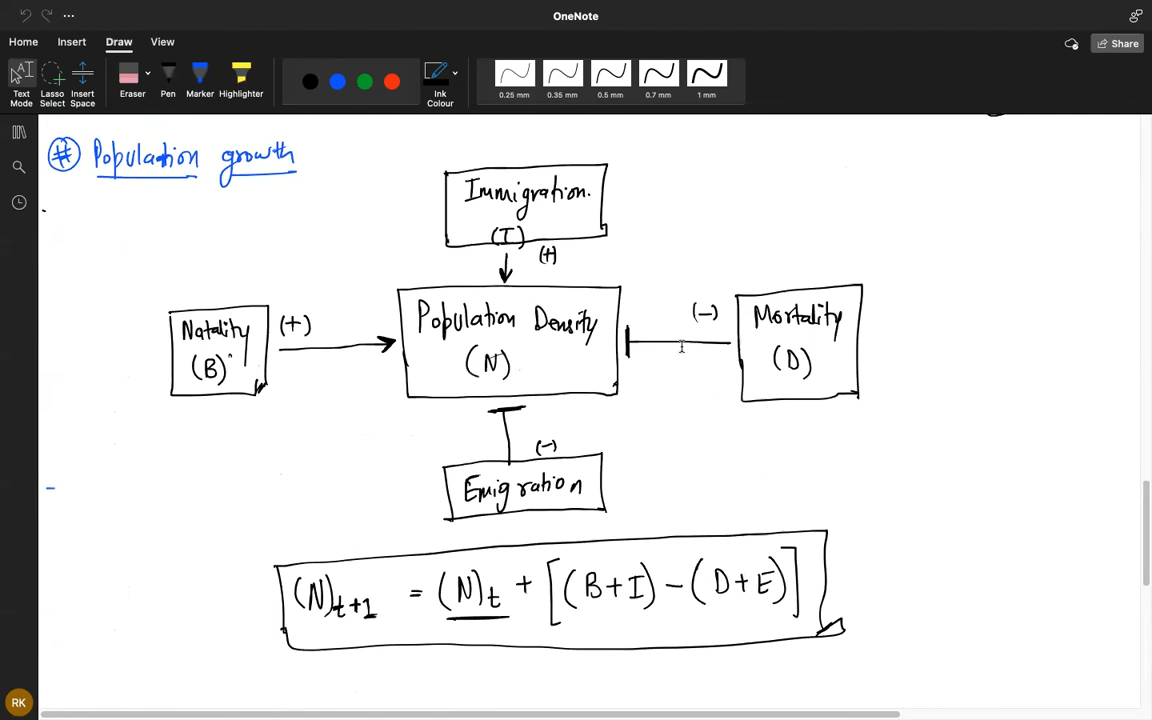 OneNote
Home Insert Draw View
Share
Text Mode
Lasso Select
Insert Space
Eraser
Pen
Marker
Highlighter
Ink Colour
0.25 mm 0.35 mm 0.5 mm 0.7 mm 1 mm
# Population growth
Immigration.
(I)
(+)
Natality
(B)
(+)
Population Density
(N)
(-)
Mortality
(D)
(-)
Emigration
(N)t+1 = (N)t + [(B+I) - (D+E)]
RK